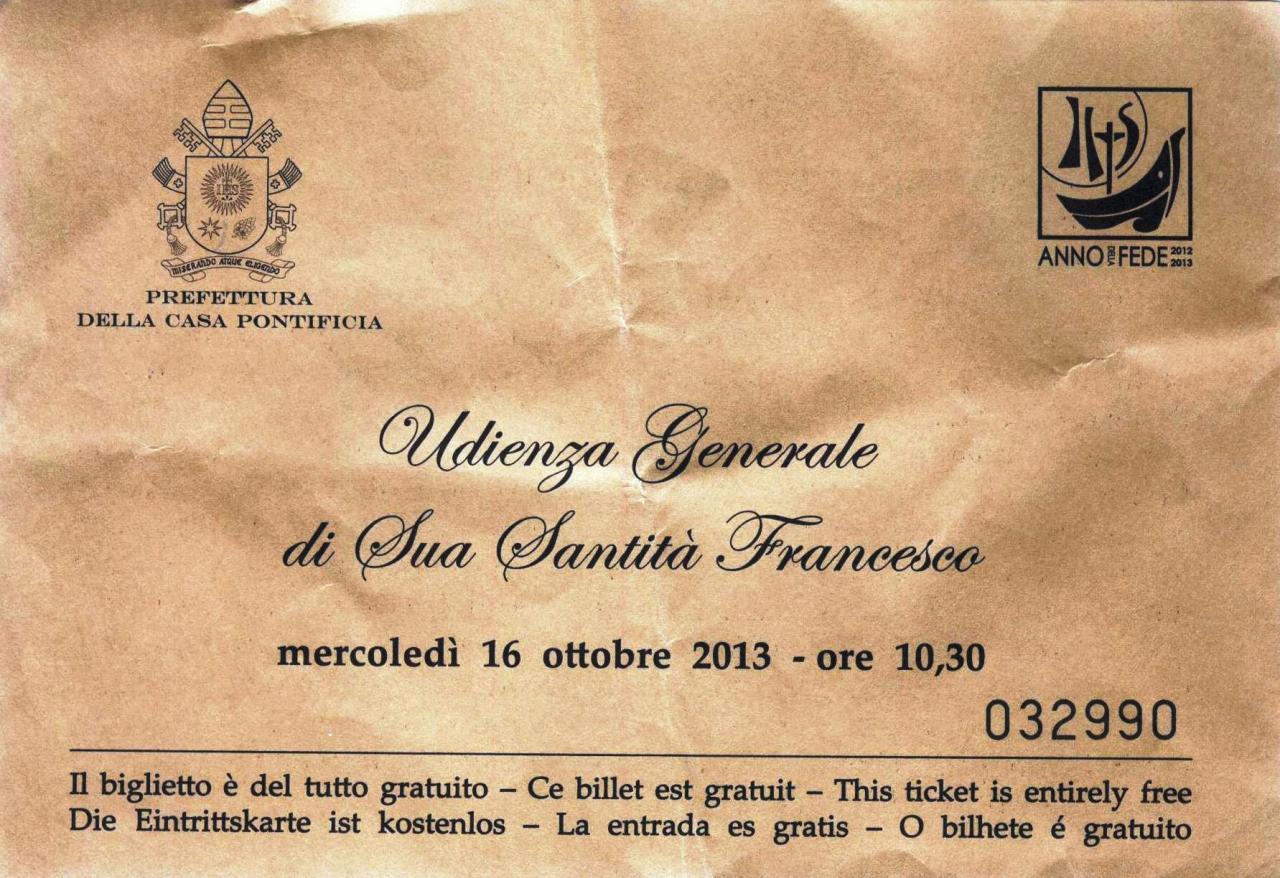 IHS
MISERANDO ATQUE ELIGENDO
PREFETTURA
DELLA CASA PONTIFICIA
IHS
ANNO DELLA FEDE 2012 2013
Udienza Generale
di Sua Santità Francesco
mercoledì 16 ottobre 2013 - ore 10,30
032990
Il biglietto è del tutto gratuito – Ce billet est gratuit – This ticket is entirely free
Die Eintrittskarte ist kostenlos – La entrada es gratis – O bilhete é gratuito